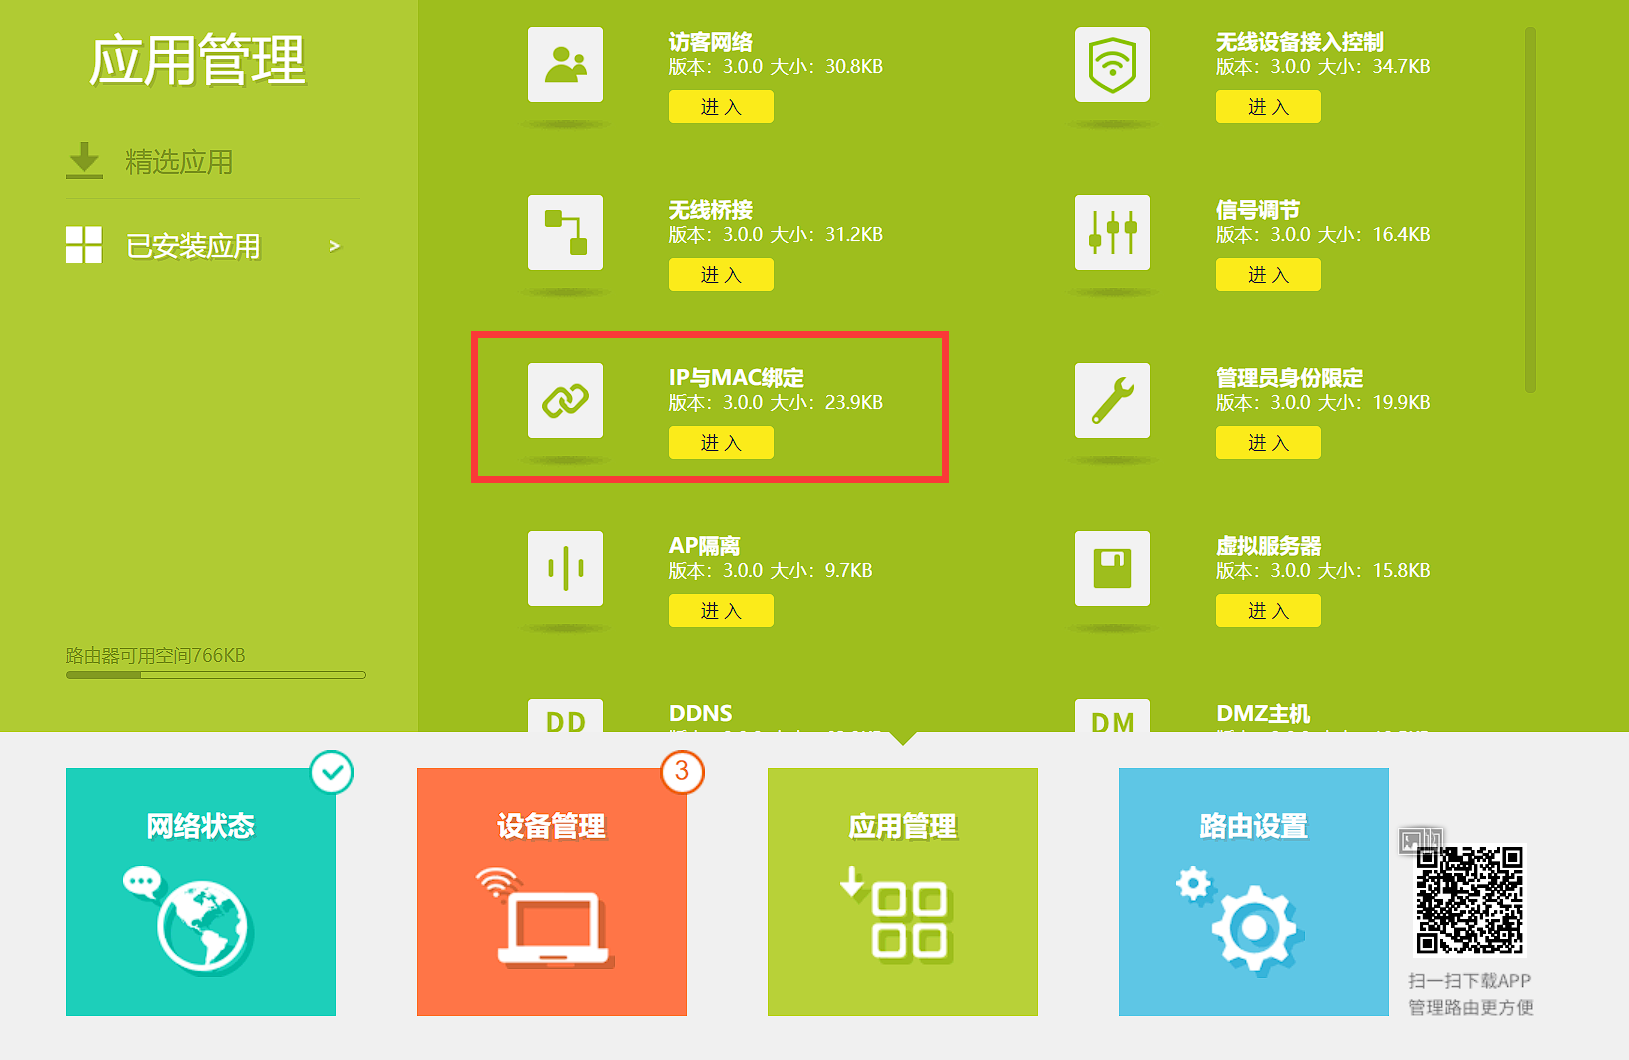 应用管理
精选应用
已安装应用 >
路由器可用空间766KB
访客网络
版本：3.0.0 大小：30.8KB
进 入
无线设备接入控制
版本：3.0.0 大小：34.7KB
进 入
无线桥接
版本：3.0.0 大小：31.2KB
进 入
信号调节
版本：3.0.0 大小：16.4KB
进 入
IP与MAC绑定
版本：3.0.0 大小：23.9KB
进 入
管理员身份限定
版本：3.0.0 大小：19.9KB
进 入
AP隔离
版本：3.0.0 大小：9.7KB
进 入
虚拟服务器
版本：3.0.0 大小：15.8KB
进 入
DD
DDNS
DM
DMZ主机
网络状态
3
设备管理
应用管理
路由设置
扫一扫下载APP
管理路由更方便